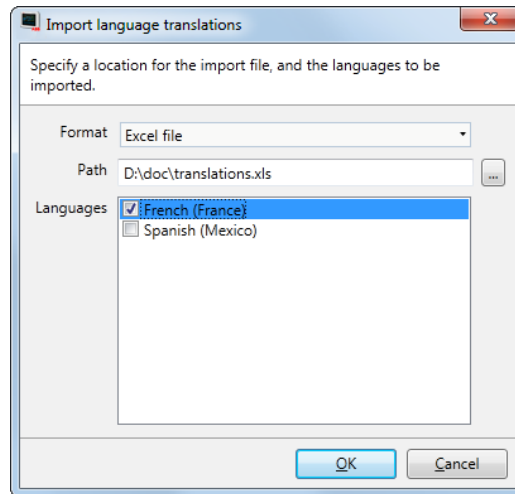 Import language translations
Specify a location for the import file, and the languages to be
imported.
Format Excel file
Path D:\doc\translations.xls ...
Languages French (France)
Spanish (Mexico)
OK Cancel